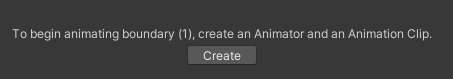 To begin animating boundary (1), create an Animator and an Animation Clip.
Create